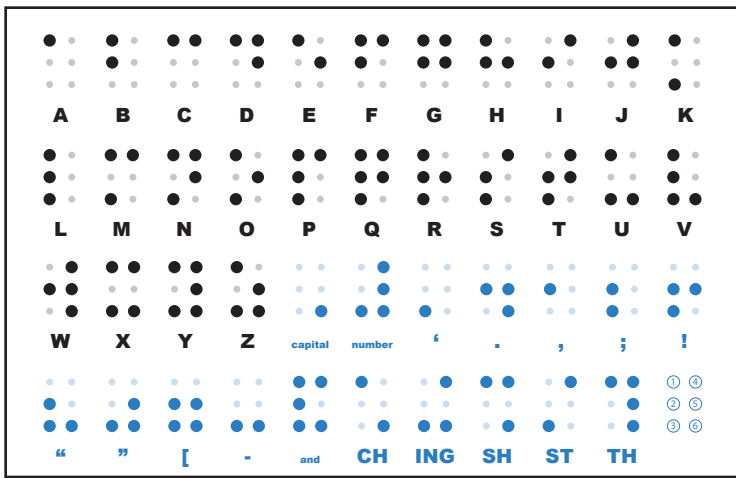 A B C D E F G H I J K
L M N O P Q R S T U V
W X Y Z capital number ‘ . , ; !
1 4
2 5
3 6
“ ” [ - and CH ING SH ST TH